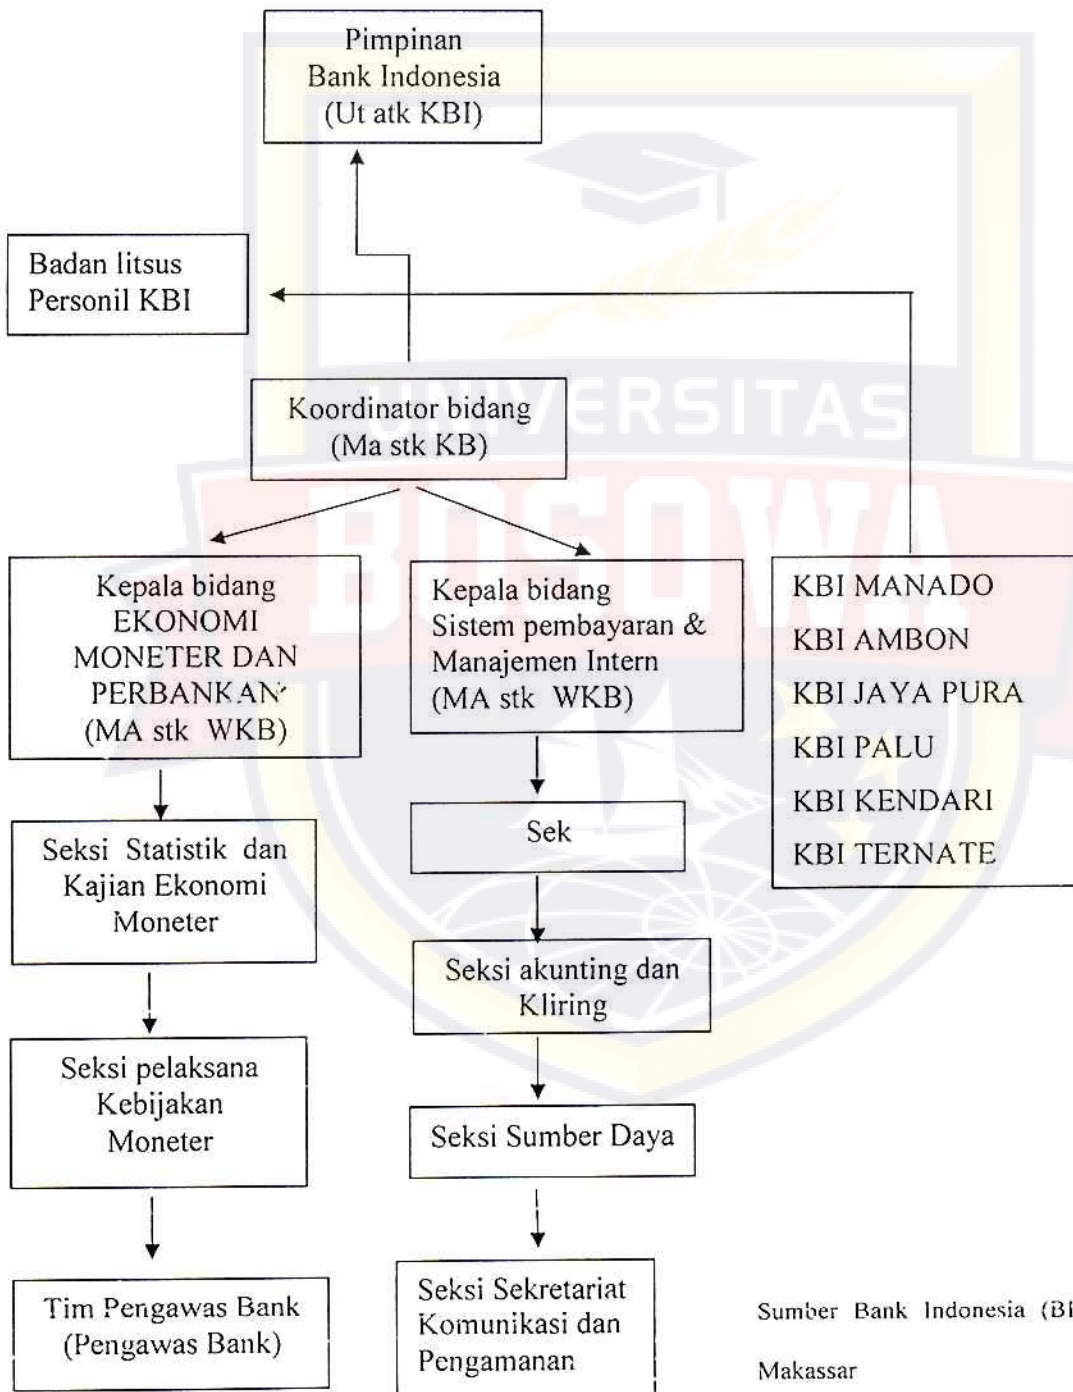 Pimpinan
Bank Indonesia
(Ut atk KBI)
Badan litsus
Personil KBI
Koordinator bidang
(Ma stk KB)
Kepala bidang
EKONOMI
MONETER DAN
PERBANKAN
(MA stk WKB)
Kepala bidang
Sistem pembayaran &
Manajemen Intern
(MA stk WKB)
KBI MANADO
KBI AMBON
KBI JAYA PURA
KBI PALU
KBI KENDARI
KBI TERNATE
Seksi Statistik dan
Kajian Ekonomi
Moneter
Sek
Seksi akunting dan
Kliring
Seksi pelaksana
Kebijakan
Moneter
Seksi Sumber Daya
Tim Pengawas Bank
(Pengawas Bank)
Seksi Sekretariat
Komunikasi dan
Pengamanan
Sumber Bank Indonesia (BI
Makassar
UNIVERSITAS
BOSOWA